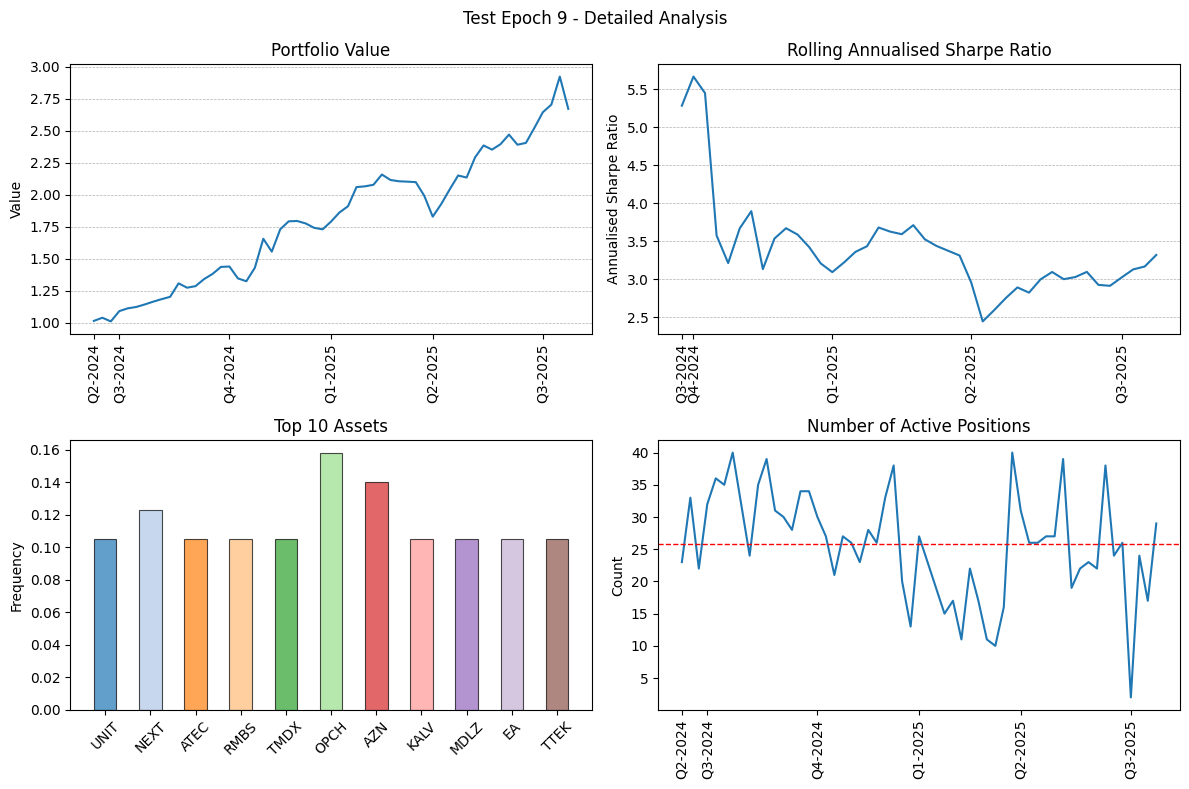 Test Epoch 9 - Detailed Analysis
Portfolio Value
Value
3.00
2.75
2.50
2.25
2.00
1.75
1.50
1.25
1.00
Q2-2024
Q3-2024
Q4-2024
Q1-2025
Q2-2025
Q3-2025
Rolling Annualised Sharpe Ratio
Annualised Sharpe Ratio
5.5
5.0
4.5
4.0
3.5
3.0
2.5
Q3-2024
Q4-2024
Q1-2025
Q2-2025
Q3-2025
Top 10 Assets
Frequency
0.16
0.14
0.12
0.10
0.08
0.06
0.04
0.02
0.00
UNIT
NEXT
ATEC
RMBS
TMDX
OPCH
AZN
KALV
MDLZ
EA
TTEK
Number of Active Positions
Count
40
35
30
25
20
15
10
5
Q2-2024
Q3-2024
Q4-2024
Q1-2025
Q2-2025
Q3-2025